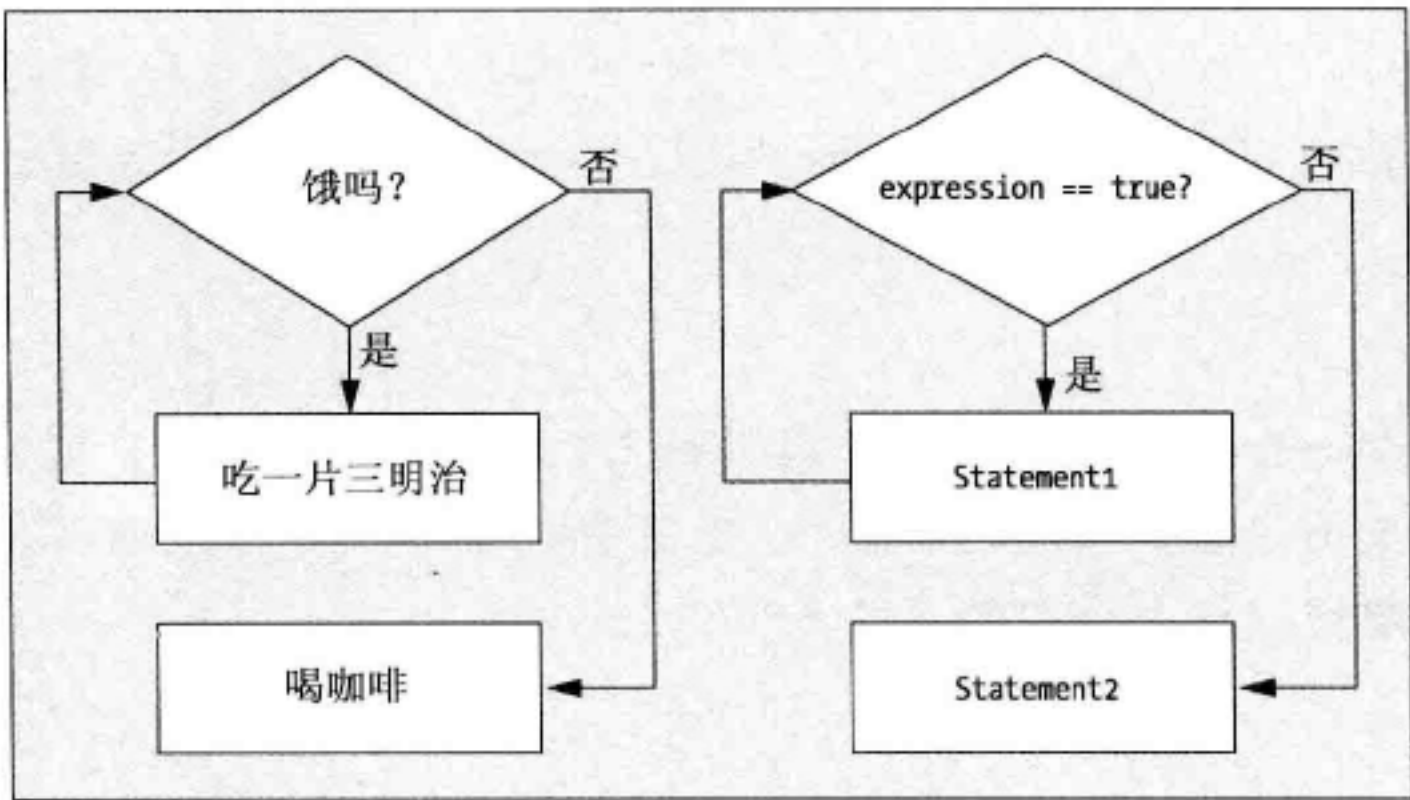 饿吗?
否
是
吃一片三明治
喝咖啡
expression == true?
否
是
Statement1
Statement2